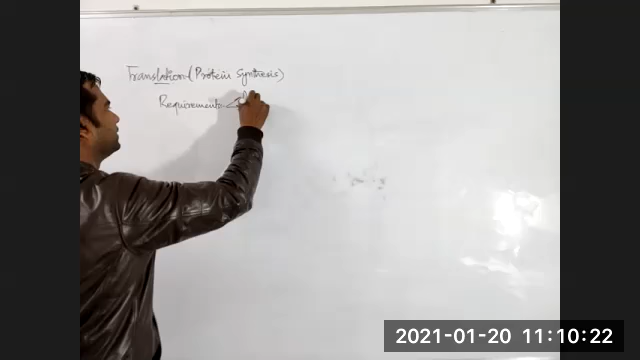 Translation (Protein Synthesis)
Requirements
2021-01-20 11:10:22